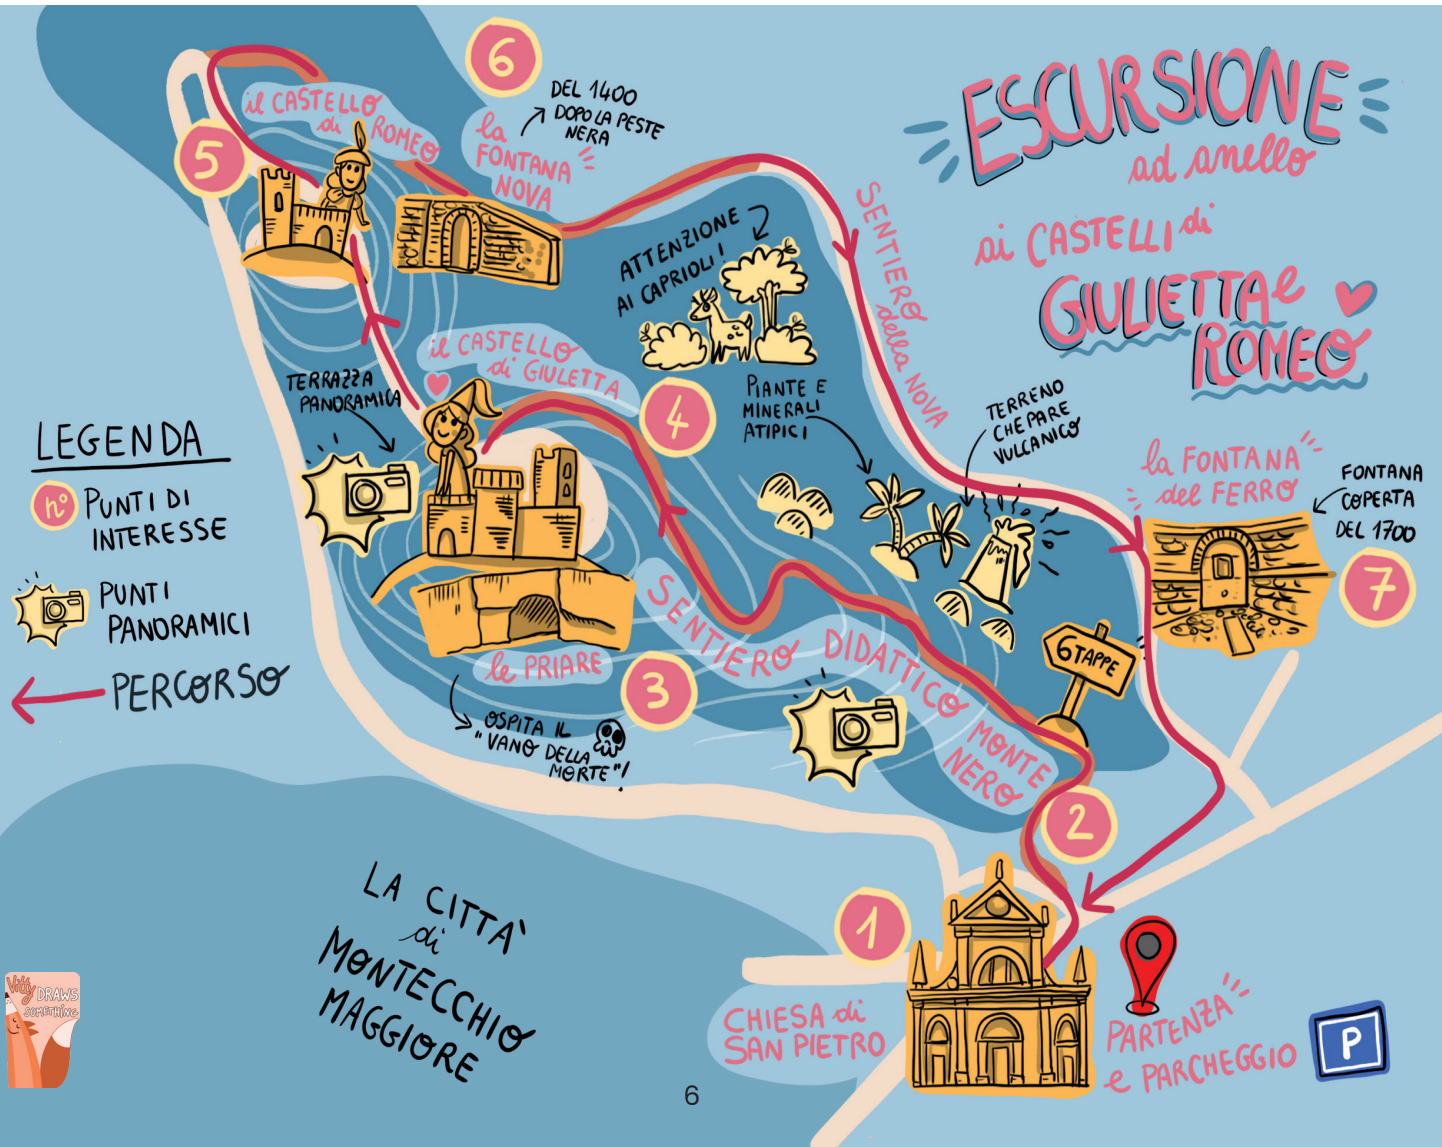 ESCURSIONE
ad anello
ai CASTELLI di
GIULIETTA e
ROMEO
6
DEL 1400
DOPO LA PESTE
NERA
la
FONTANA
NOVA
il CASTELLO
di ROMEO
5
ATTENZIONE
AI CAPRIOLI!
SENTIERO
della NOVA
il CASTELLO
di GIULETTA
4
TERRAZZA
PANORAMICA
PIANTE E
MINERALI
ATIPICI
TERRENO
CHE PARE
VULCANICO
la FONTANA
del FERRO
FONTANA
COPERTA
DEL 1700
7
LEGENDA
n°
PUNTI DI
INTERESSE
PUNTI
PANORAMICI
PERCORSO
SENTIERO DIDATTICO MONTE
NERO
6 TAPPE
le PRIARE
3
OSPITA IL
"VANO DELLA
MORTE"!
2
1
LA CITTA'
di
MONTECCHIO
MAGGIORE
CHIESA di
SAN PIETRO
PARTENZA
e PARCHEGGIO
P
Vitty DRAWS
SOMETHING
6